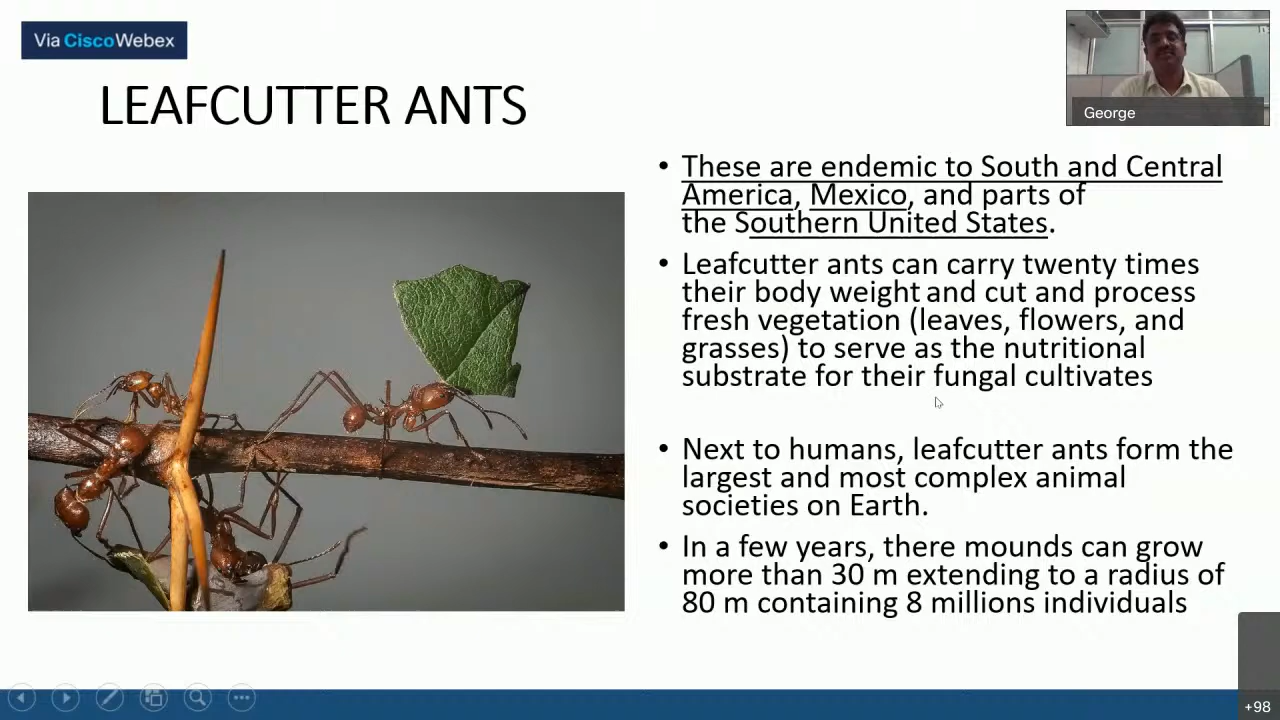 Via CiscoWebex
George
LEAFCUTTER ANTS
• These are endemic to South and Central
America, Mexico, and parts of
the Southern United States.
• Leafcutter ants can carry twenty times
their body weight and cut and process
fresh vegetation (leaves, flowers, and
grasses) to serve as the nutritional
substrate for their fungal cultivates
• Next to humans, leafcutter ants form the
largest and most complex animal
societies on Earth.
• In a few years, there mounds can grow
more than 30 m extending to a radius of
80 m containing 8 millions individuals
+98